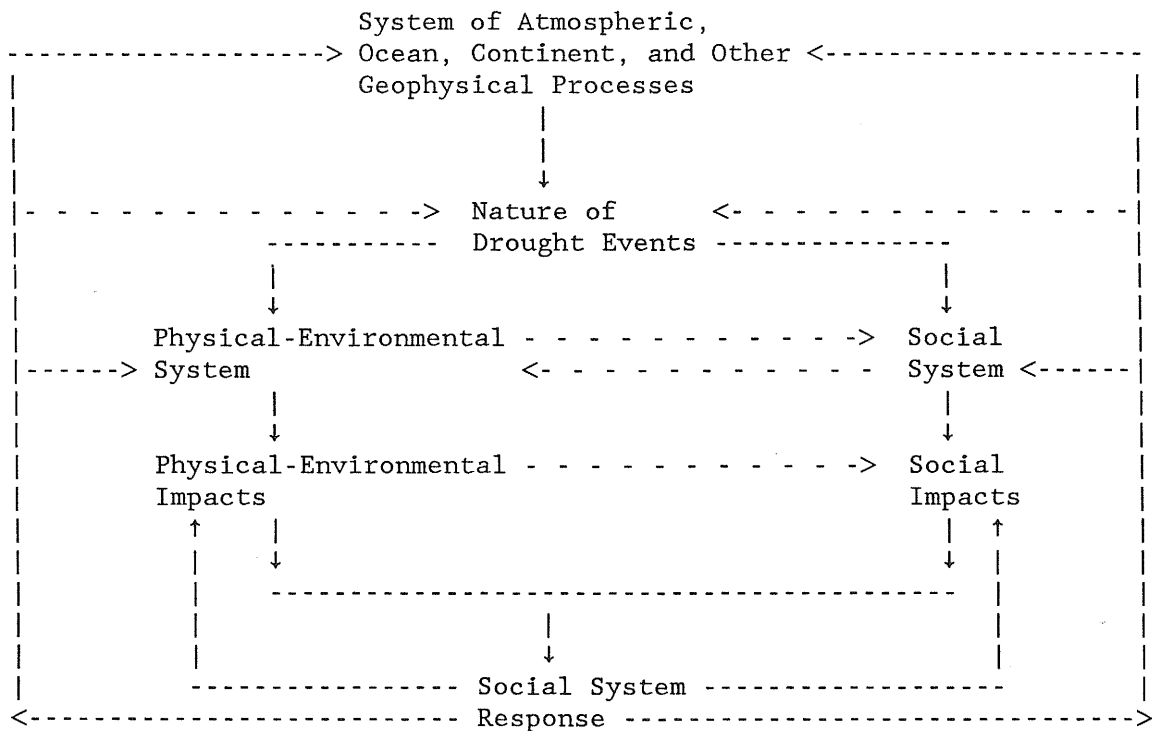 System of Atmospheric,
Ocean, Continent, and Other
Geophysical Processes
Nature of
Drought Events
Physical-Environmental
System
Social
System
Physical-Environmental
Impacts
Social
Impacts
Social System
Response